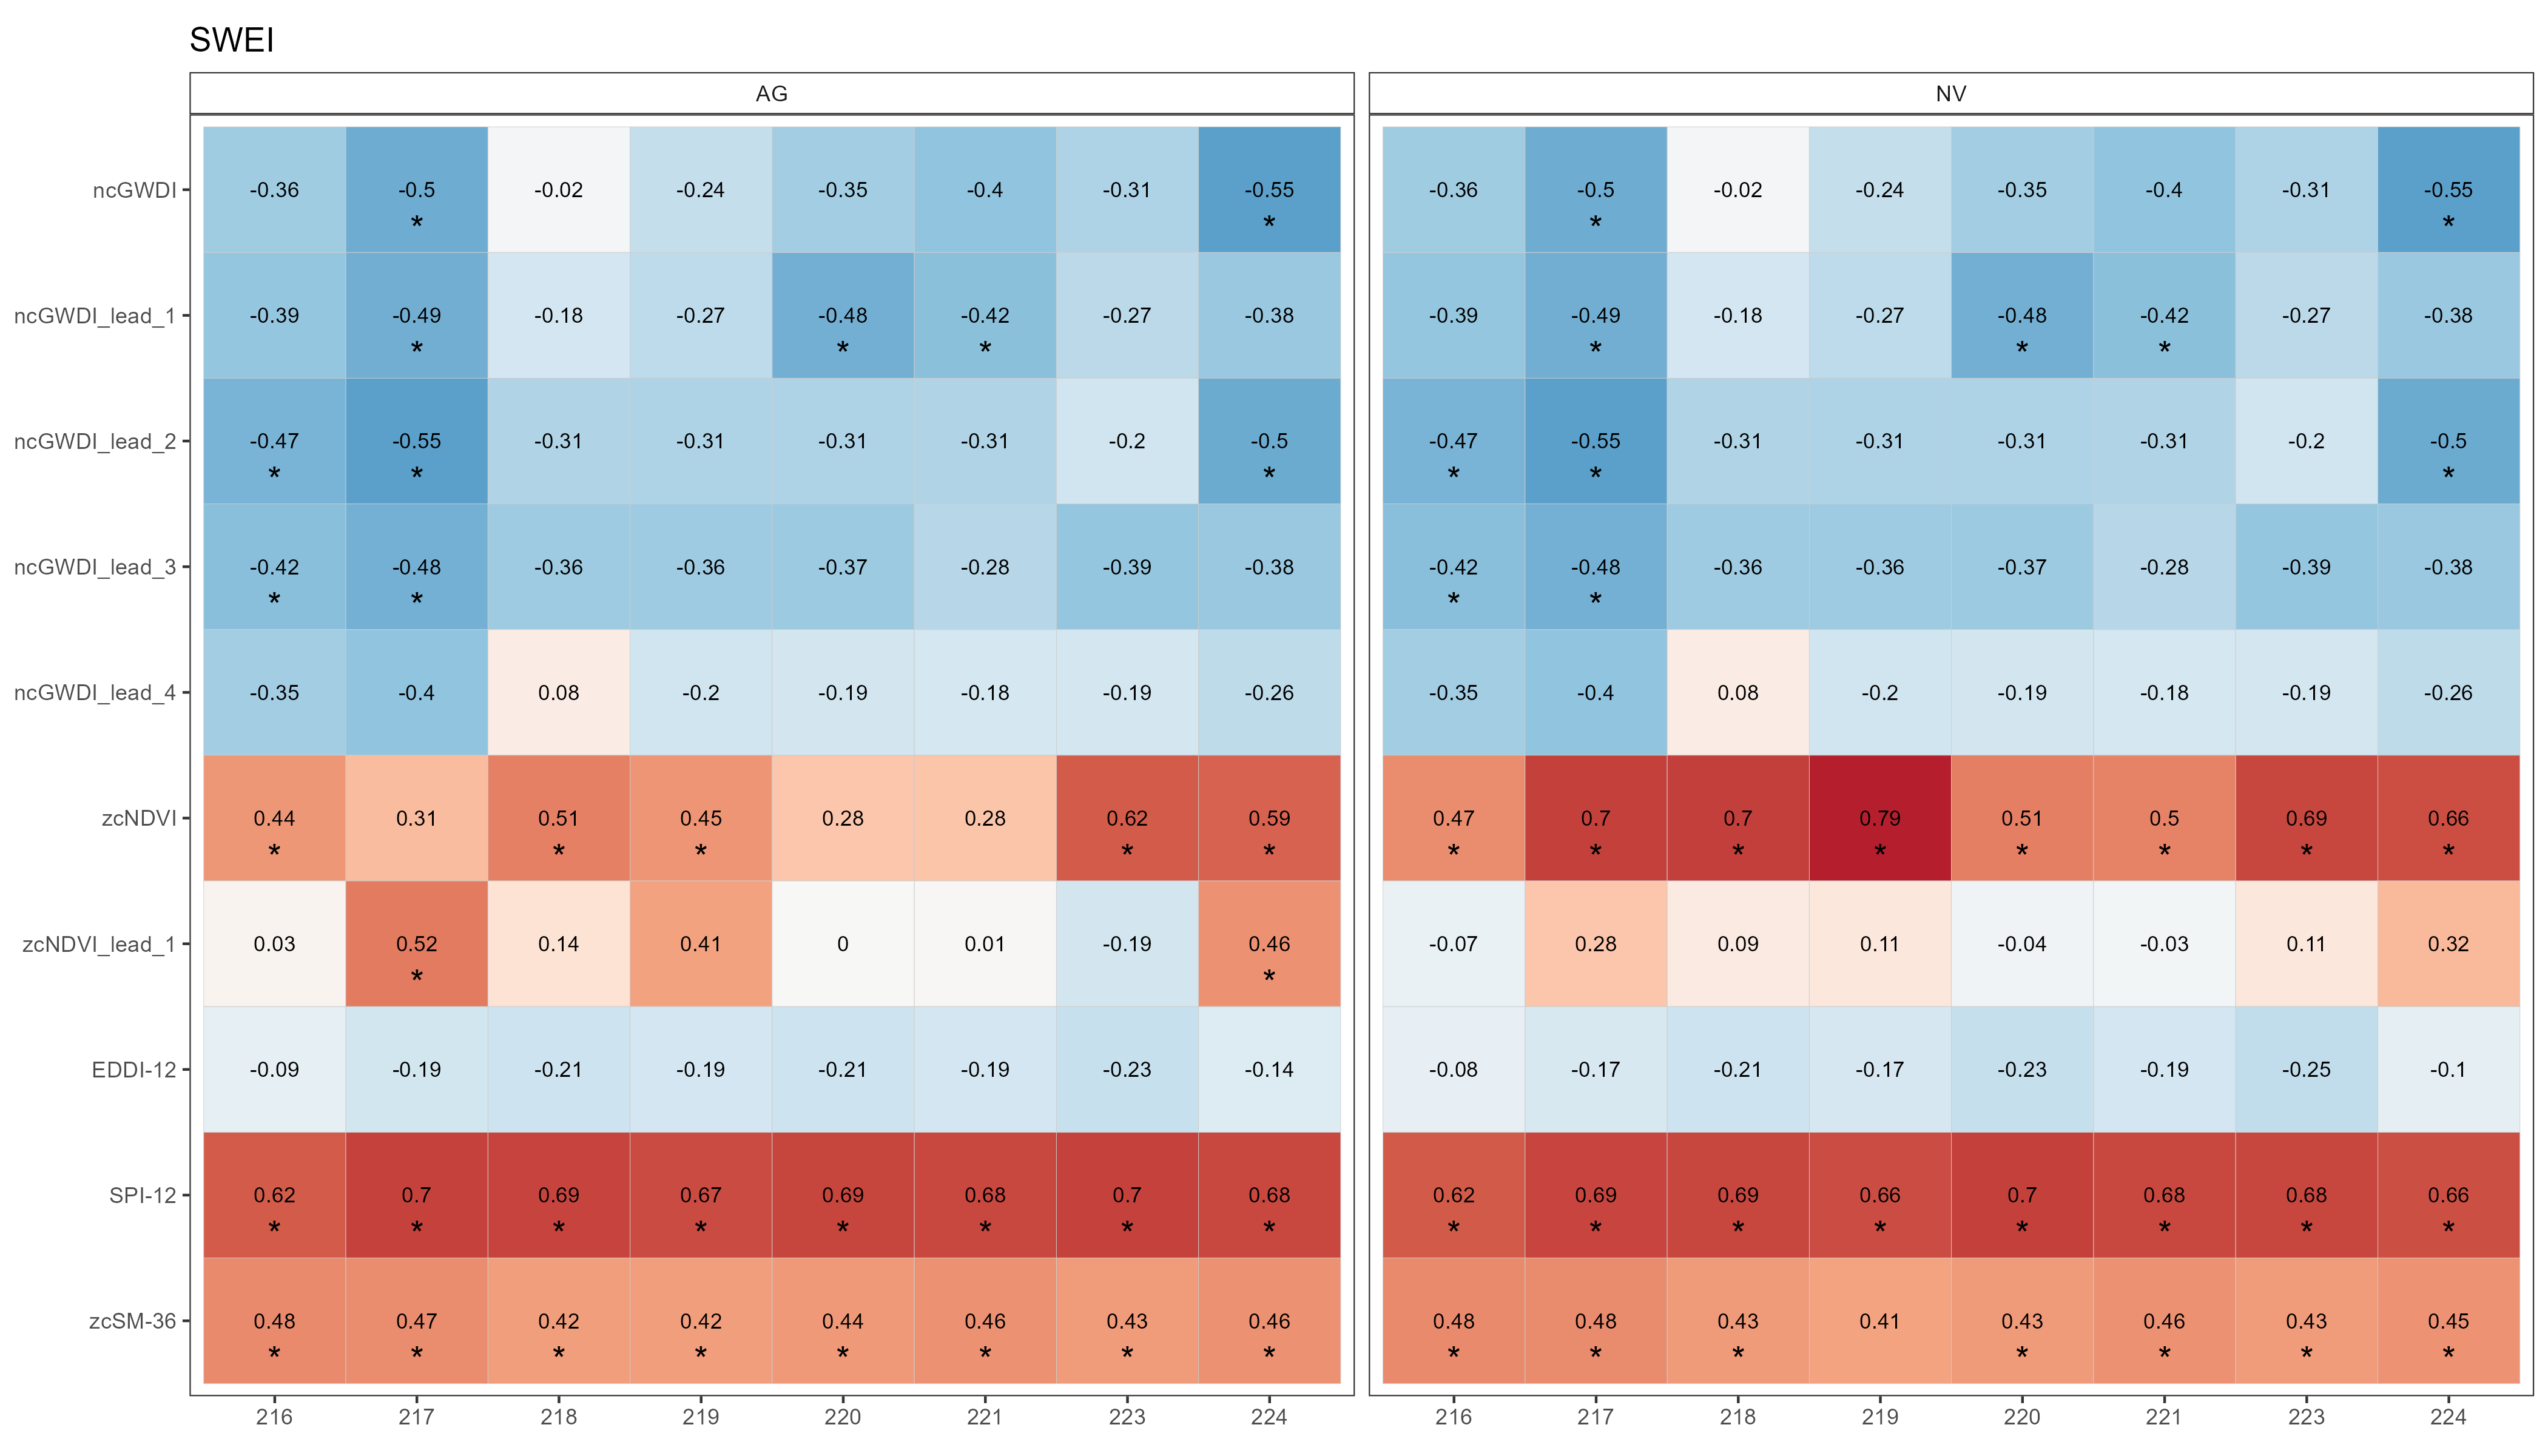 SWEI
AG NV
ncGWDI -0.36 -0.5 -0.02 -0.24 -0.35 -0.4 -0.31 -0.55 -0.36 -0.5 -0.02 -0.24 -0.35 -0.4 -0.31 -0.55
* * * *
ncGWDI_lead_1 -0.39 -0.49 -0.18 -0.27 -0.48 -0.42 -0.27 -0.38 -0.39 -0.49 -0.18 -0.27 -0.48 -0.42 -0.27 -0.38
* * * * * *
ncGWDI_lead_2 -0.47 -0.55 -0.31 -0.31 -0.31 -0.31 -0.2 -0.5 -0.47 -0.55 -0.31 -0.31 -0.31 -0.31 -0.2 -0.5
* * * * * *
ncGWDI_lead_3 -0.42 -0.48 -0.36 -0.36 -0.37 -0.28 -0.39 -0.38 -0.42 -0.48 -0.36 -0.36 -0.37 -0.28 -0.39 -0.38
* * * *
ncGWDI_lead_4 -0.35 -0.4 0.08 -0.2 -0.19 -0.18 -0.19 -0.26 -0.35 -0.4 0.08 -0.2 -0.19 -0.18 -0.19 -0.26
zcNDVI 0.44 0.31 0.51 0.45 0.28 0.28 0.62 0.59 0.47 0.7 0.7 0.79 0.51 0.5 0.69 0.66
* * * * * * * * * * * * *
zcNDVI_lead_1 0.03 0.52 0.14 0.41 0 0.01 -0.19 0.46 -0.07 0.28 0.09 0.11 -0.04 -0.03 0.11 0.32
* *
EDDI-12 -0.09 -0.19 -0.21 -0.19 -0.21 -0.19 -0.23 -0.14 -0.08 -0.17 -0.21 -0.17 -0.23 -0.19 -0.25 -0.1
SPI-12 0.62 0.7 0.69 0.67 0.69 0.68 0.7 0.68 0.62 0.69 0.69 0.66 0.7 0.68 0.68 0.66
* * * * * * * * * * * * * * * *
zcSM-36 0.48 0.47 0.42 0.42 0.44 0.46 0.43 0.46 0.48 0.48 0.43 0.41 0.43 0.46 0.43 0.45
* * * * * * * * * * * * * * *
216 217 218 219 220 221 223 224 216 217 218 219 220 221 223 224